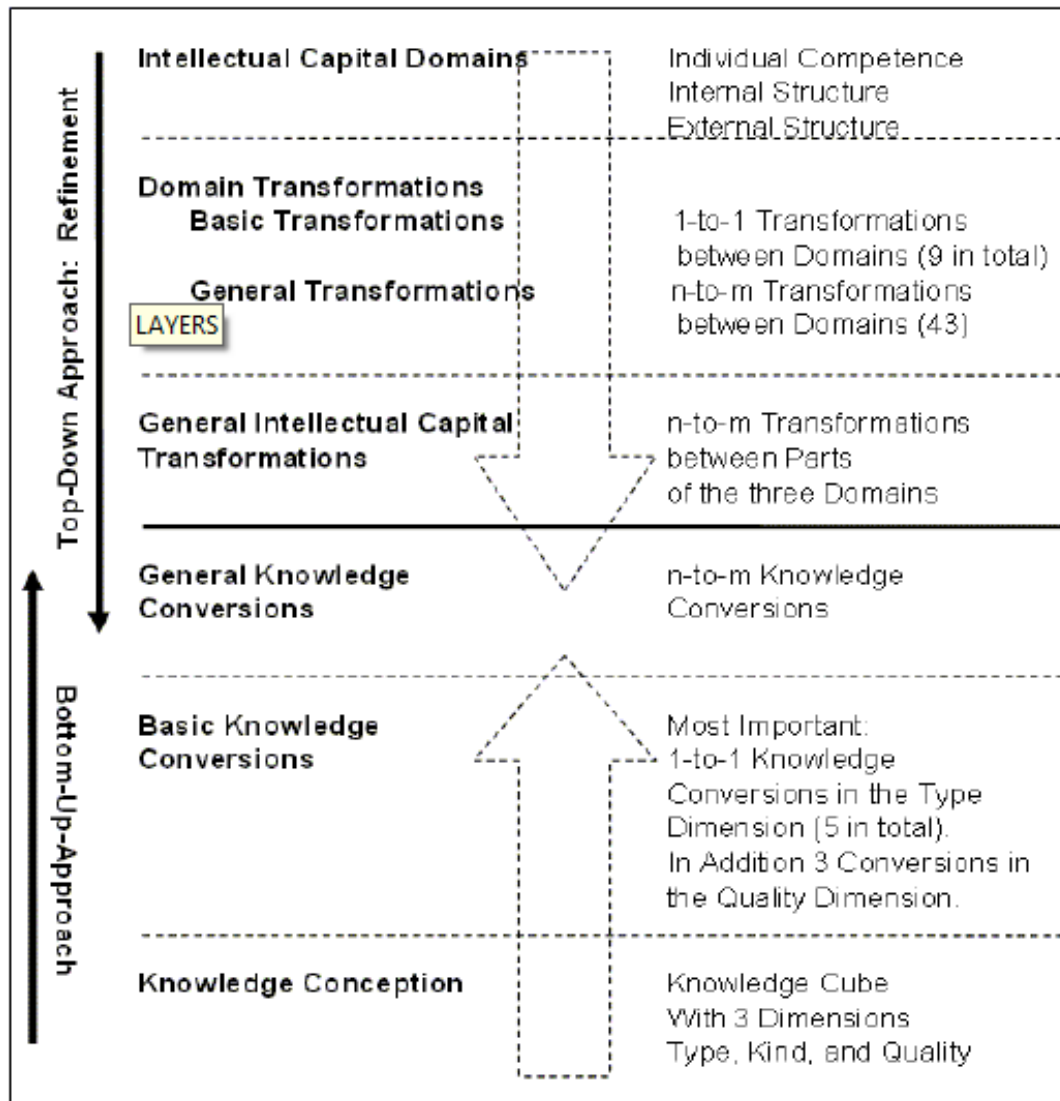 Top-Down Approach: Refinement
Bottom-Up-Approach
Intellectual Capital Domains
Individual Competence
Internal Structure
External Structure
Domain Transformations
Basic Transformations
1-to-1 Transformations
between Domains (9 in total)
General Transformations
n-to-m Transformations
between Domains (43)
LAYERS
General Intellectual Capital
Transformations
n-to-m Transformations
between Parts
of the three Domains
General Knowledge
Conversions
n-to-m Knowledge
Conversions
Basic Knowledge
Conversions
Most Important:
1-to-1 Knowledge
Conversions in the Type
Dimension (5 in total).
In Addition 3 Conversions in
the Quality Dimension.
Knowledge Conception
Knowledge Cube
With 3 Dimensions
Type, Kind, and Quality